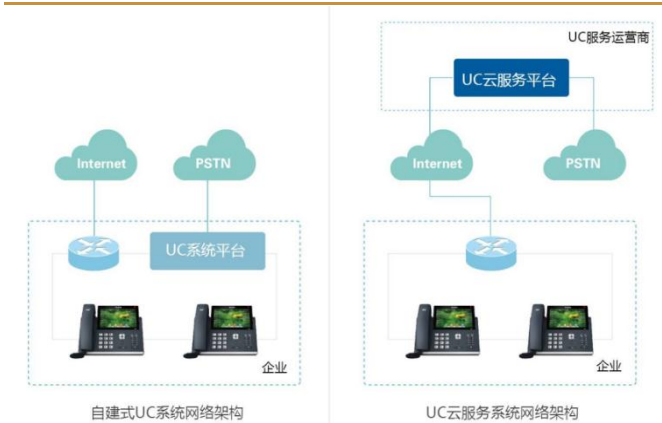 UC服务运营商
UC云服务平台
Internet
PSTN
Internet
PSTN
UC系统平台
企业
企业
自建式UC系统网络架构
UC云服务系统网络架构